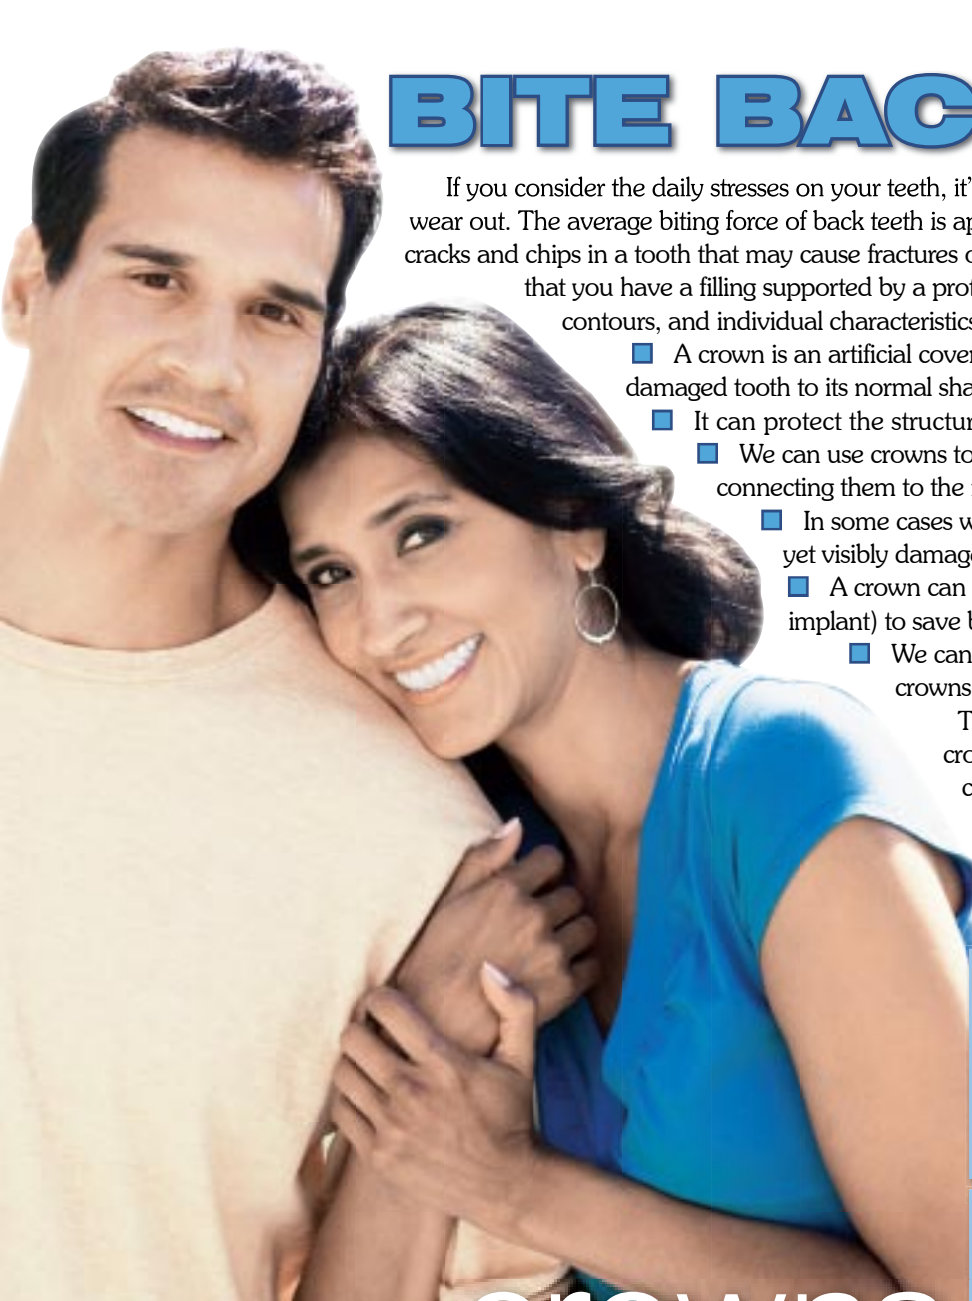 BITE BAC
If you consider the daily stresses on your teeth, it'
wear out. The average biting force of back teeth is ap
cracks and chips in a tooth that may cause fractures o
that you have a filling supported by a prot
contours, and individual characteristics
A crown is an artificial cover
damaged tooth to its normal sha
It can protect the structur
We can use crowns to
connecting them to the
In some cases w
yet visibly damag
A crown can
implant) to save b
We can
crowns
T
cro
c
crowns